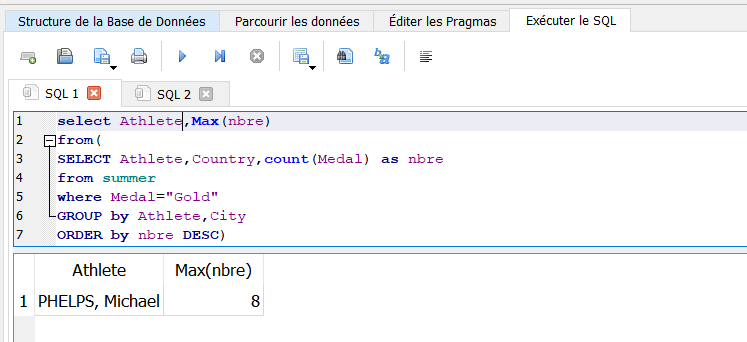 Structure de la Base de Données Parcourir les données Éditer les Pragmas Exécuter le SQL
SQL 1 SQL 2
1 select Athlete,Max(nbre)
2 from(
3 SELECT Athlete,Country,count(Medal) as nbre
4 from summer
5 where Medal="Gold"
6 GROUP by Athlete,City
7 ORDER by nbre DESC)
Athlete Max(nbre)
1 PHELPS, Michael 8